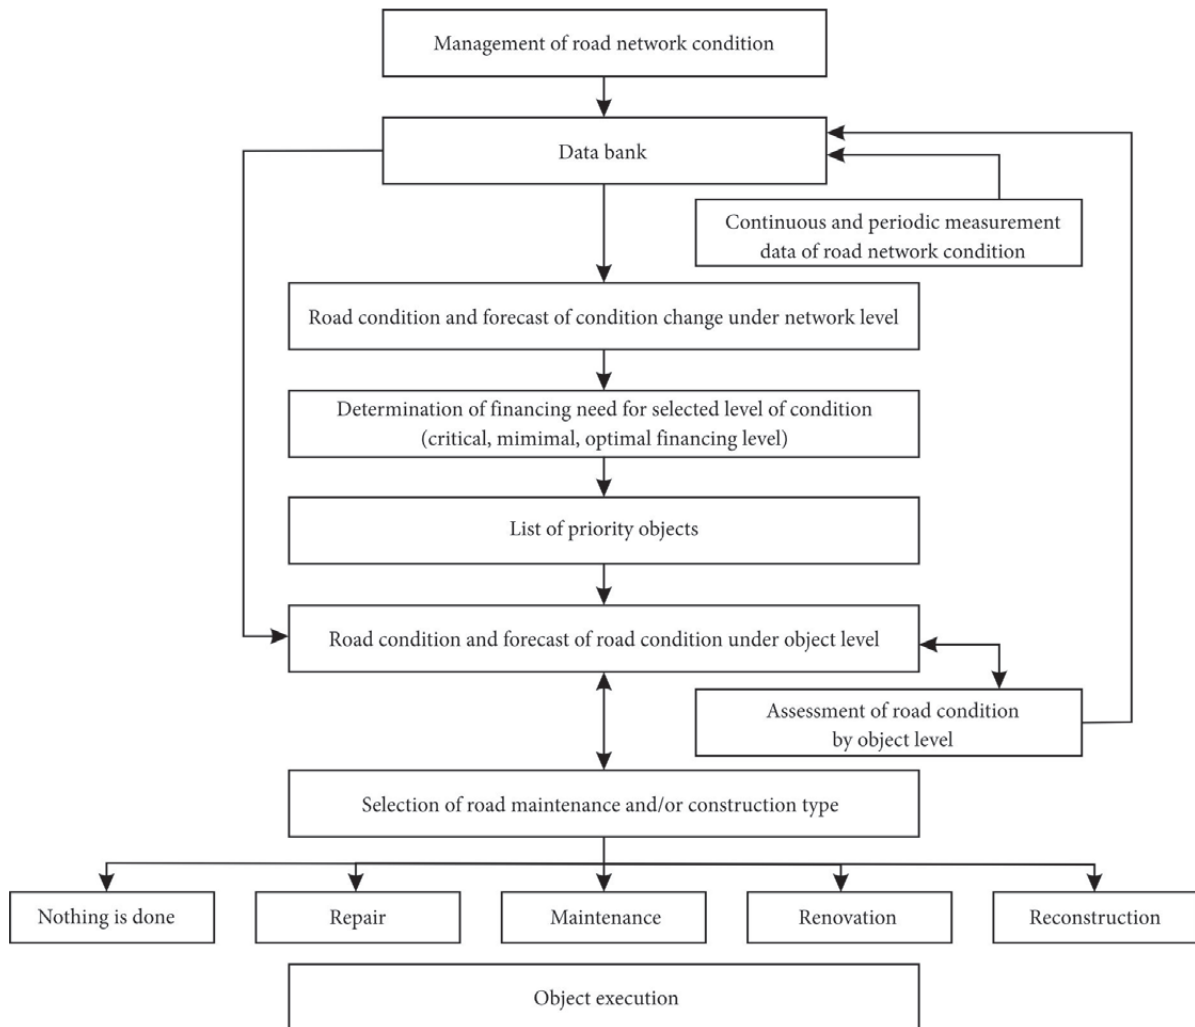 Management of road network condition
Data bank
Continuous and periodic measurement
data of road network condition
Road condition and forecast of condition change under network level
Determination of financing need for selected level of condition
(critical, mimimal, optimal financing level)
List of priority objects
Road condition and forecast of road condition under object level
Assessment of road condition
by object level
Selection of road maintenance and/or construction type
Nothing is done
Repair
Maintenance
Renovation
Reconstruction
Object execution